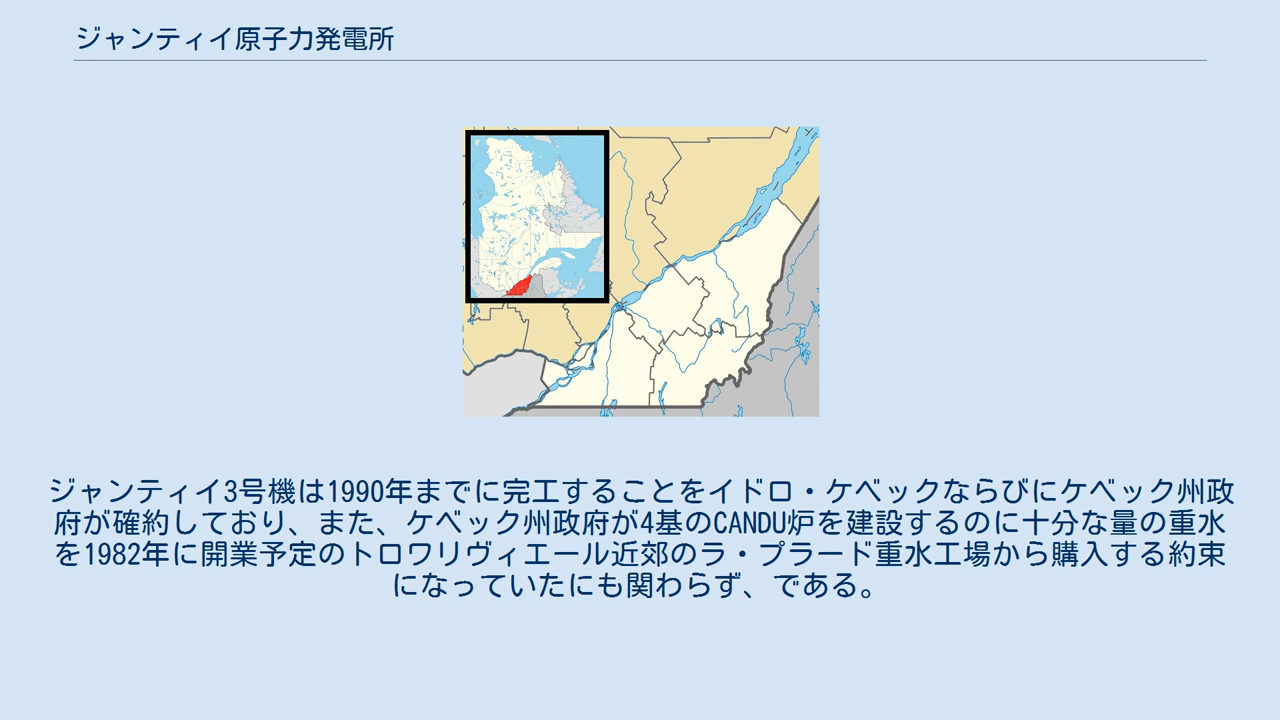 ジャンティイ原子力発電所
ジャンティイ3号機は1990年までに完工することをイドロ・ケベックならびにケベック州政
府が確約しており、また、ケベック州政府が4基のCANDU炉を建設するのに十分な量の重水
を1982年に開業予定のトロワリヴィエール近郊のラ・プラード重水工場から購入する約束
になっていたにも関わらず、である。